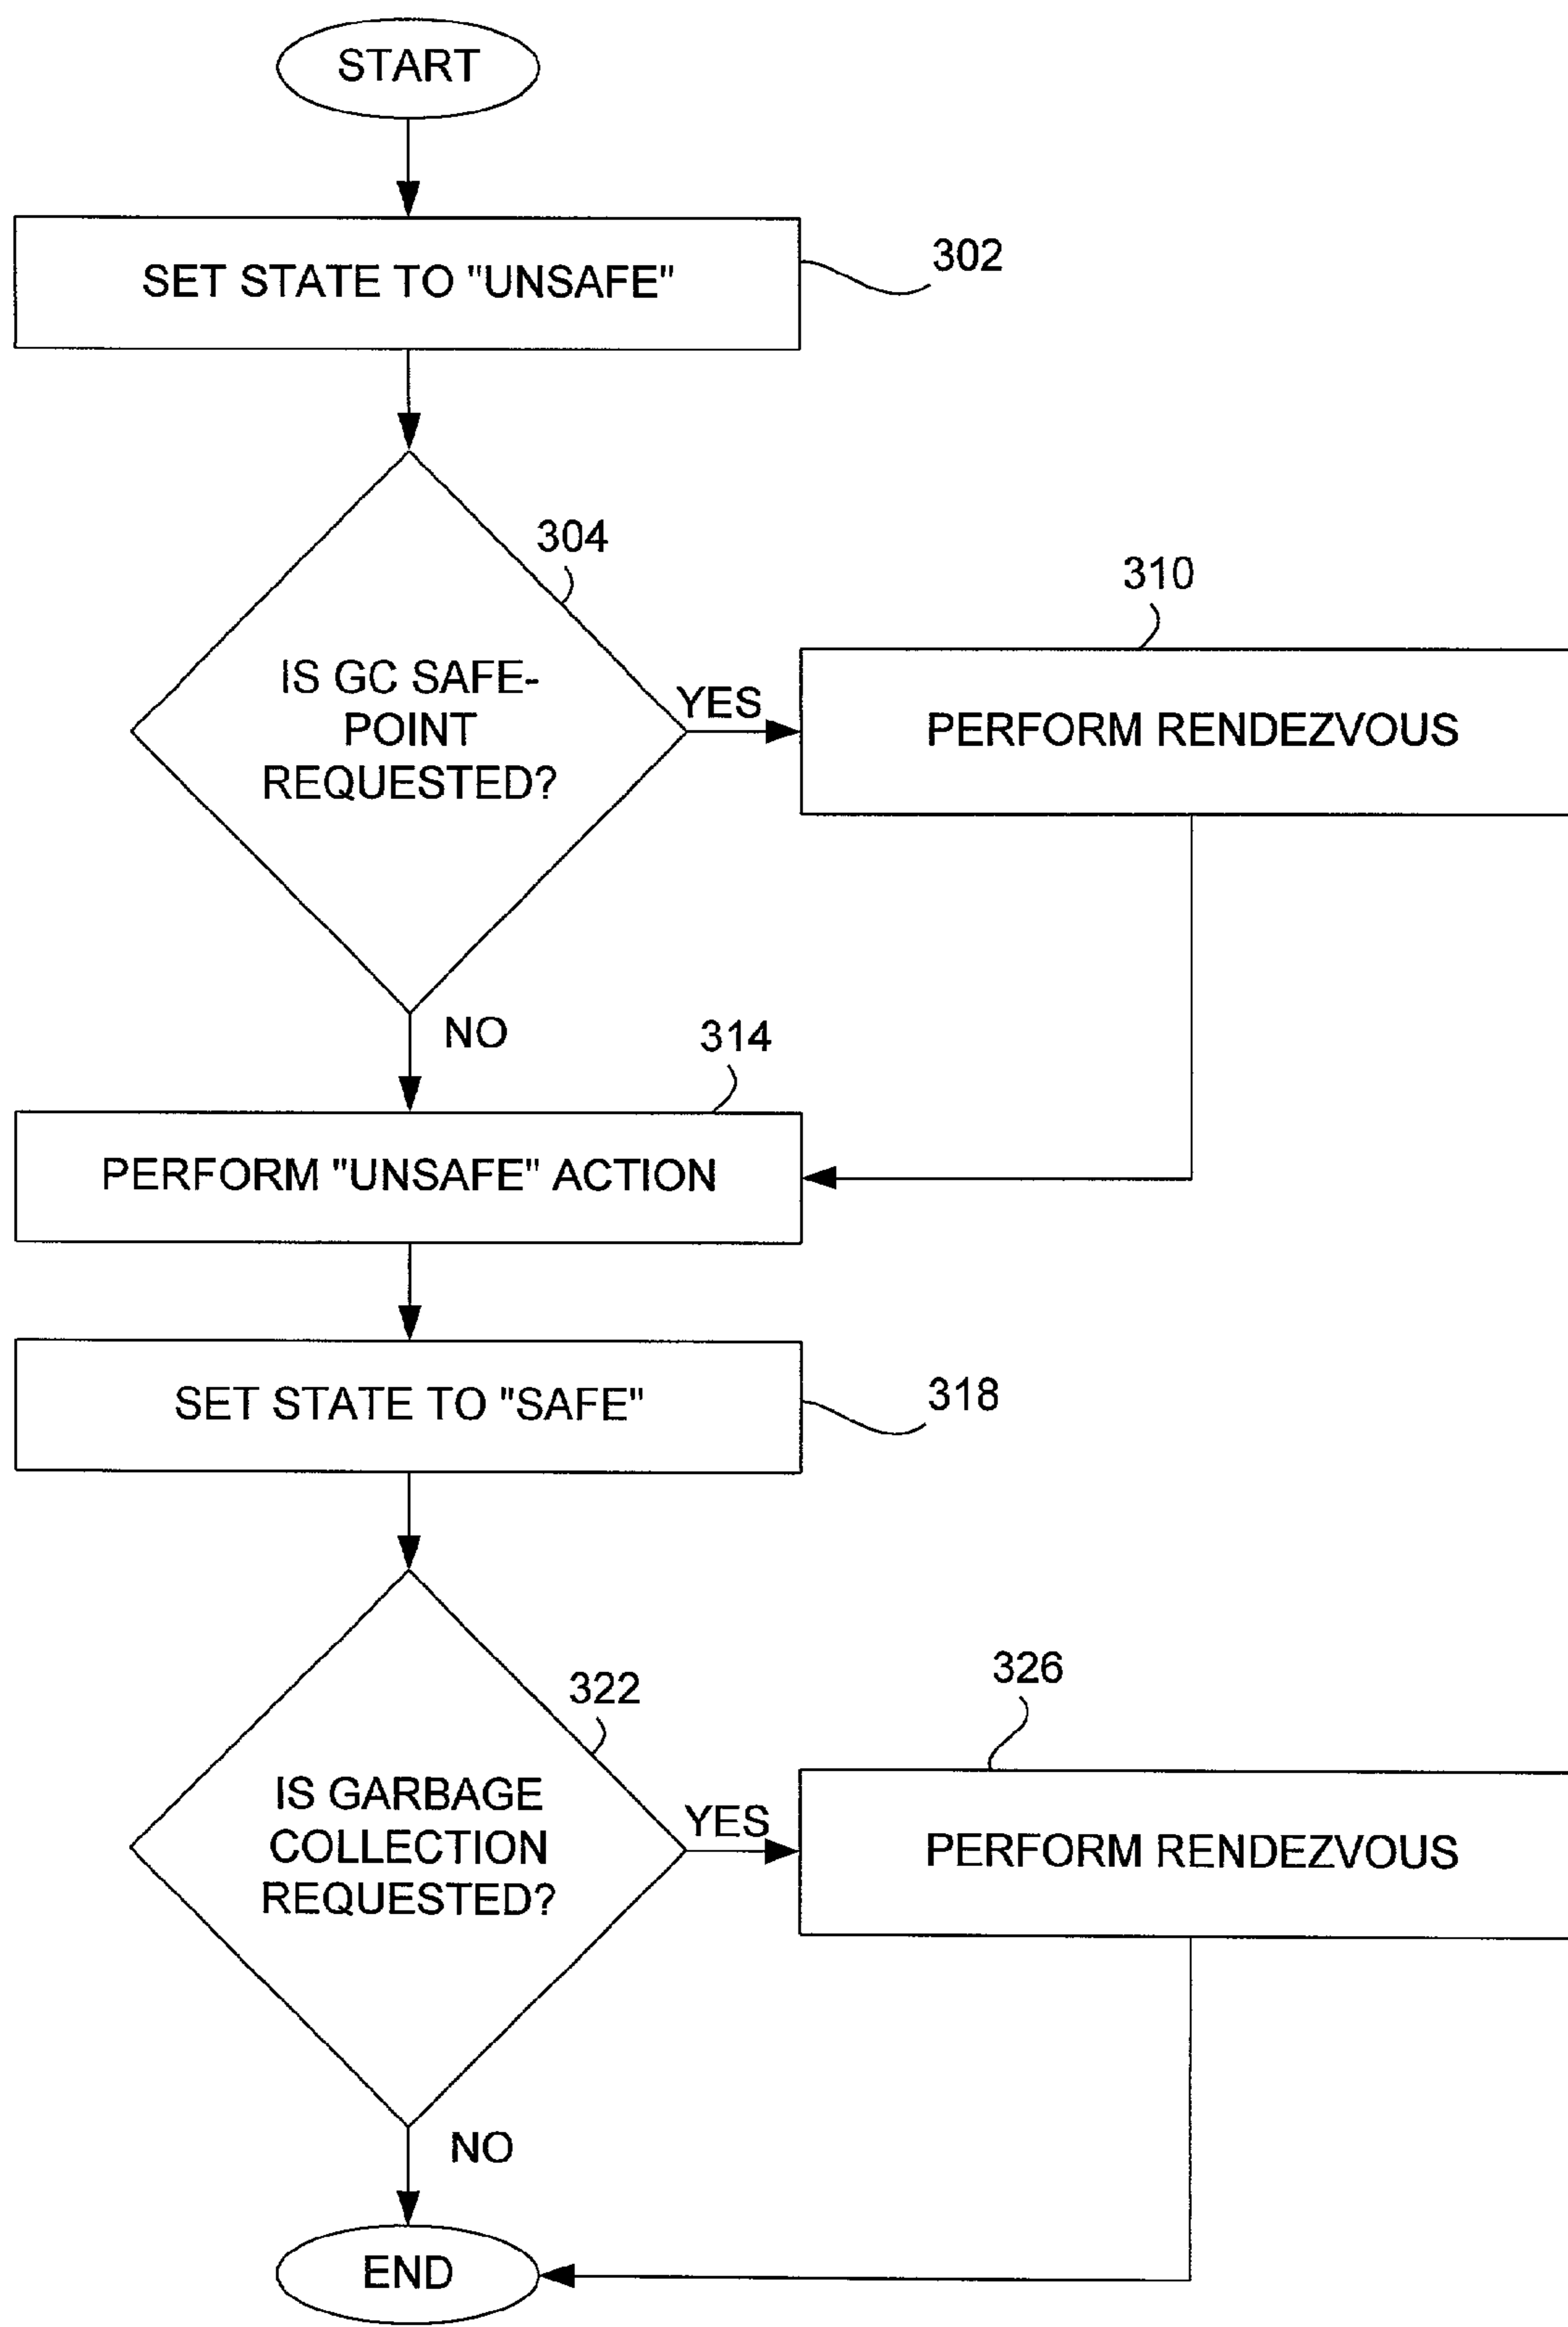 START
SET STATE TO "UNSAFE"
302
304
IS GC SAFE-
POINT
REQUESTED?
YES
310
PERFORM RENDEZVOUS
NO
314
PERFORM "UNSAFE" ACTION
SET STATE TO "SAFE"
318
322
IS GARBAGE
COLLECTION
REQUESTED?
YES
326
PERFORM RENDEZVOUS
NO
END